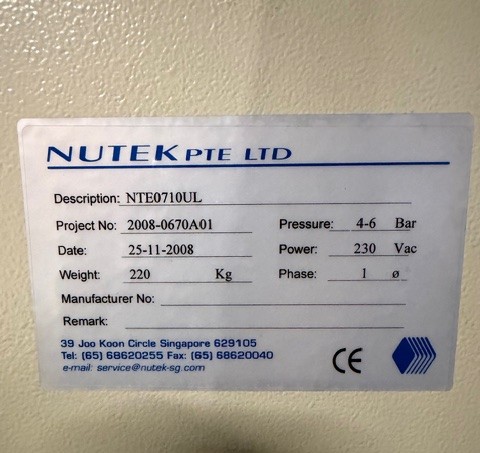 NUTEK PTE LTD
Description: NTE0710UL
Project No: 2008-0670A01 Pressure: 4-6 Bar
Date: 25-11-2008 Power: 230 Vac
Weight: 220 Kg Phase: 1 ø
Manufacturer No:
Remark:
39 Joo Koon Circle Singapore 629105
Tel: (65) 68620255 Fax: (65) 68620040
e-mail: service@nutek-sg.com
CE